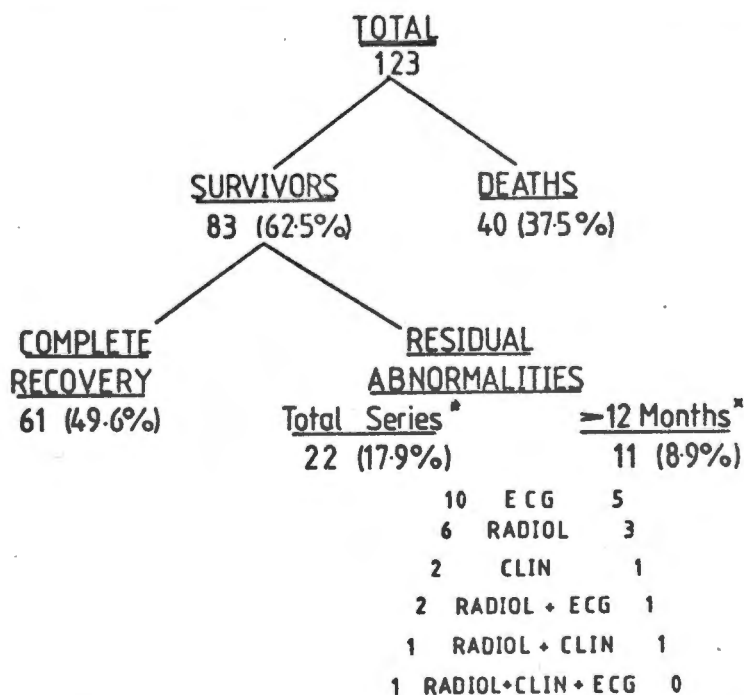 TOTAL
123
SURVIVORS DEATHS
83 (62.5%) 40 (37.5%)
COMPLETE RESIDUAL
RECOVERY ABNORMALITIES
61 (49.6%) Total Series* >12 Months*
22 (17.9%) 11 (8.9%)
10 ECG 5
6 RADIOL 3
2 CLIN 1
2 RADIOL + ECG 1
1 RADIOL + CLIN 1
1 RADIOL+CLIN+ECG 0